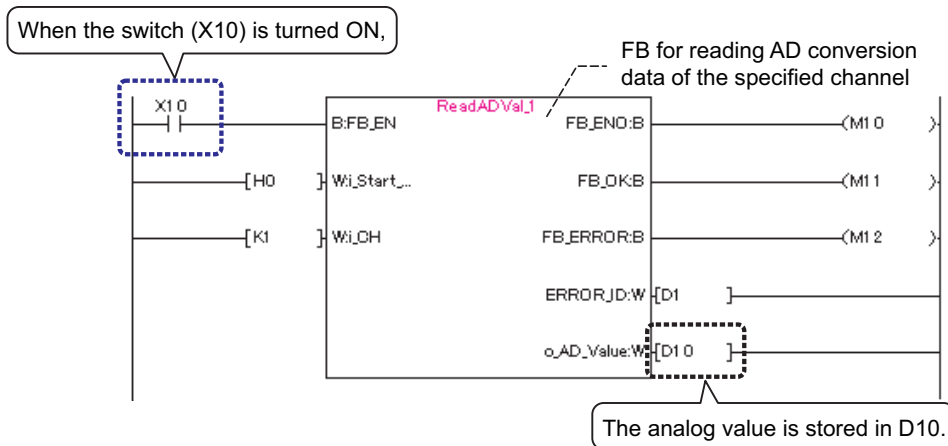 When the switch (X10) is turned ON,
FB for reading AD conversion
data of the specified channel
X10
ReadADVal_1
B:FB_EN
FB_ENO:B
(M10 )
[H0 ]
W:i_Start_...
FB_OK:B
(M11 )
[K1 ]
W:i_CH
FB_ERROR:B
(M12 )
ERROR_ID:W
[D1 ]
o_AD_Value:W
[D10 ]
The analog value is stored in D10.